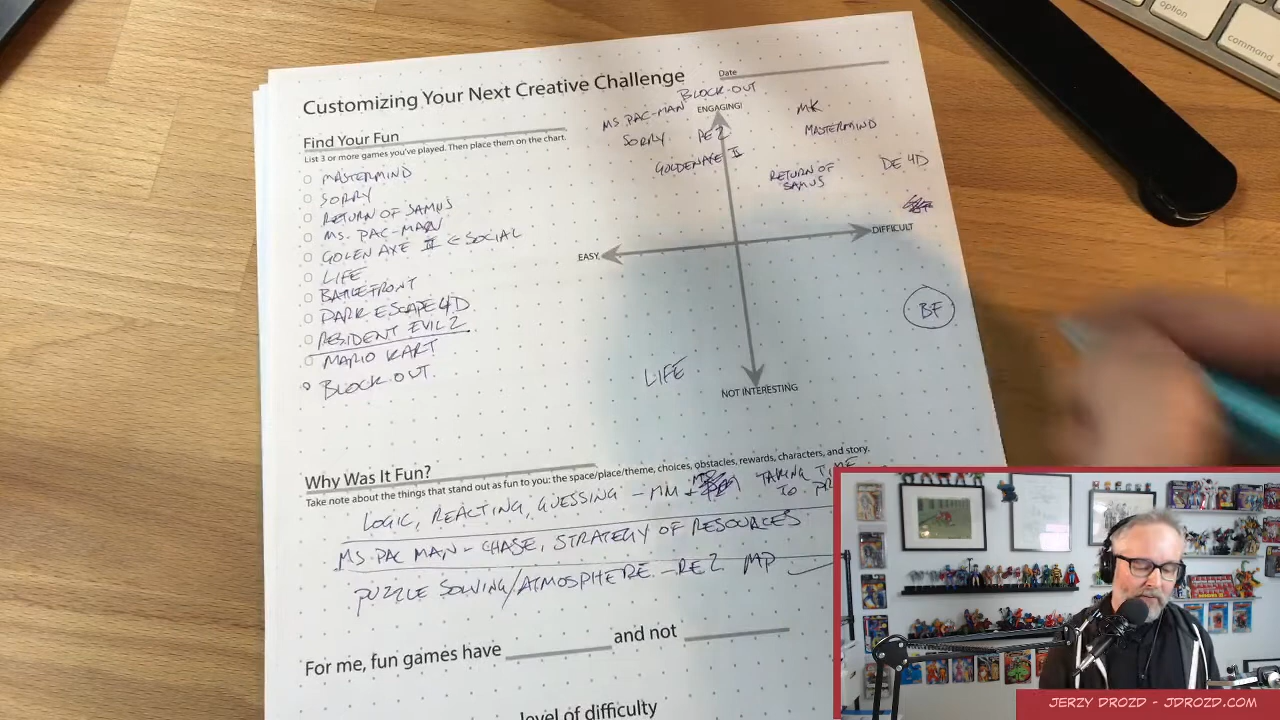 option
command
Customizing Your Next Creative Challenge
Date
Find Your Fun
List 3 or more games you've played. Then place them on the chart.
MASTERMIND
SORRY
RETURN OF SAMUS
MS. PAC-MAN
GOLEN AXE II ← SOCIAL
LIFE
BATLEFRONT
DARK ESCAPE 4D
RESIDENT EVIL 2
MARIO KART
BLOCK OUT
BLOCK-OUT
MS. PAC-MAN
ENGAGING!
MK
SORRY
RE2
MASTERMIND
GOLDENAXE II
RETURN OF
SAMUS
DE 4D
EASY
DIFFICULT
BF
LIFE
NOT INTERESTING
Why Was It Fun?
Take note about the things that stand out as fun to you: the space/place/theme, choices, obstacles, rewards, characters, and story.
LOGIC, REACTING, GUESSING - MM + TAKING TIME
TO
MS. PAC MAN - CHASE, STRATEGY OF RESOURCES
PUZZLE SOLVING/ATMOSPHERE - RE2 MP
For me, fun games have and not
level of difficulty
JERZY DROZD - JDROZD.COM